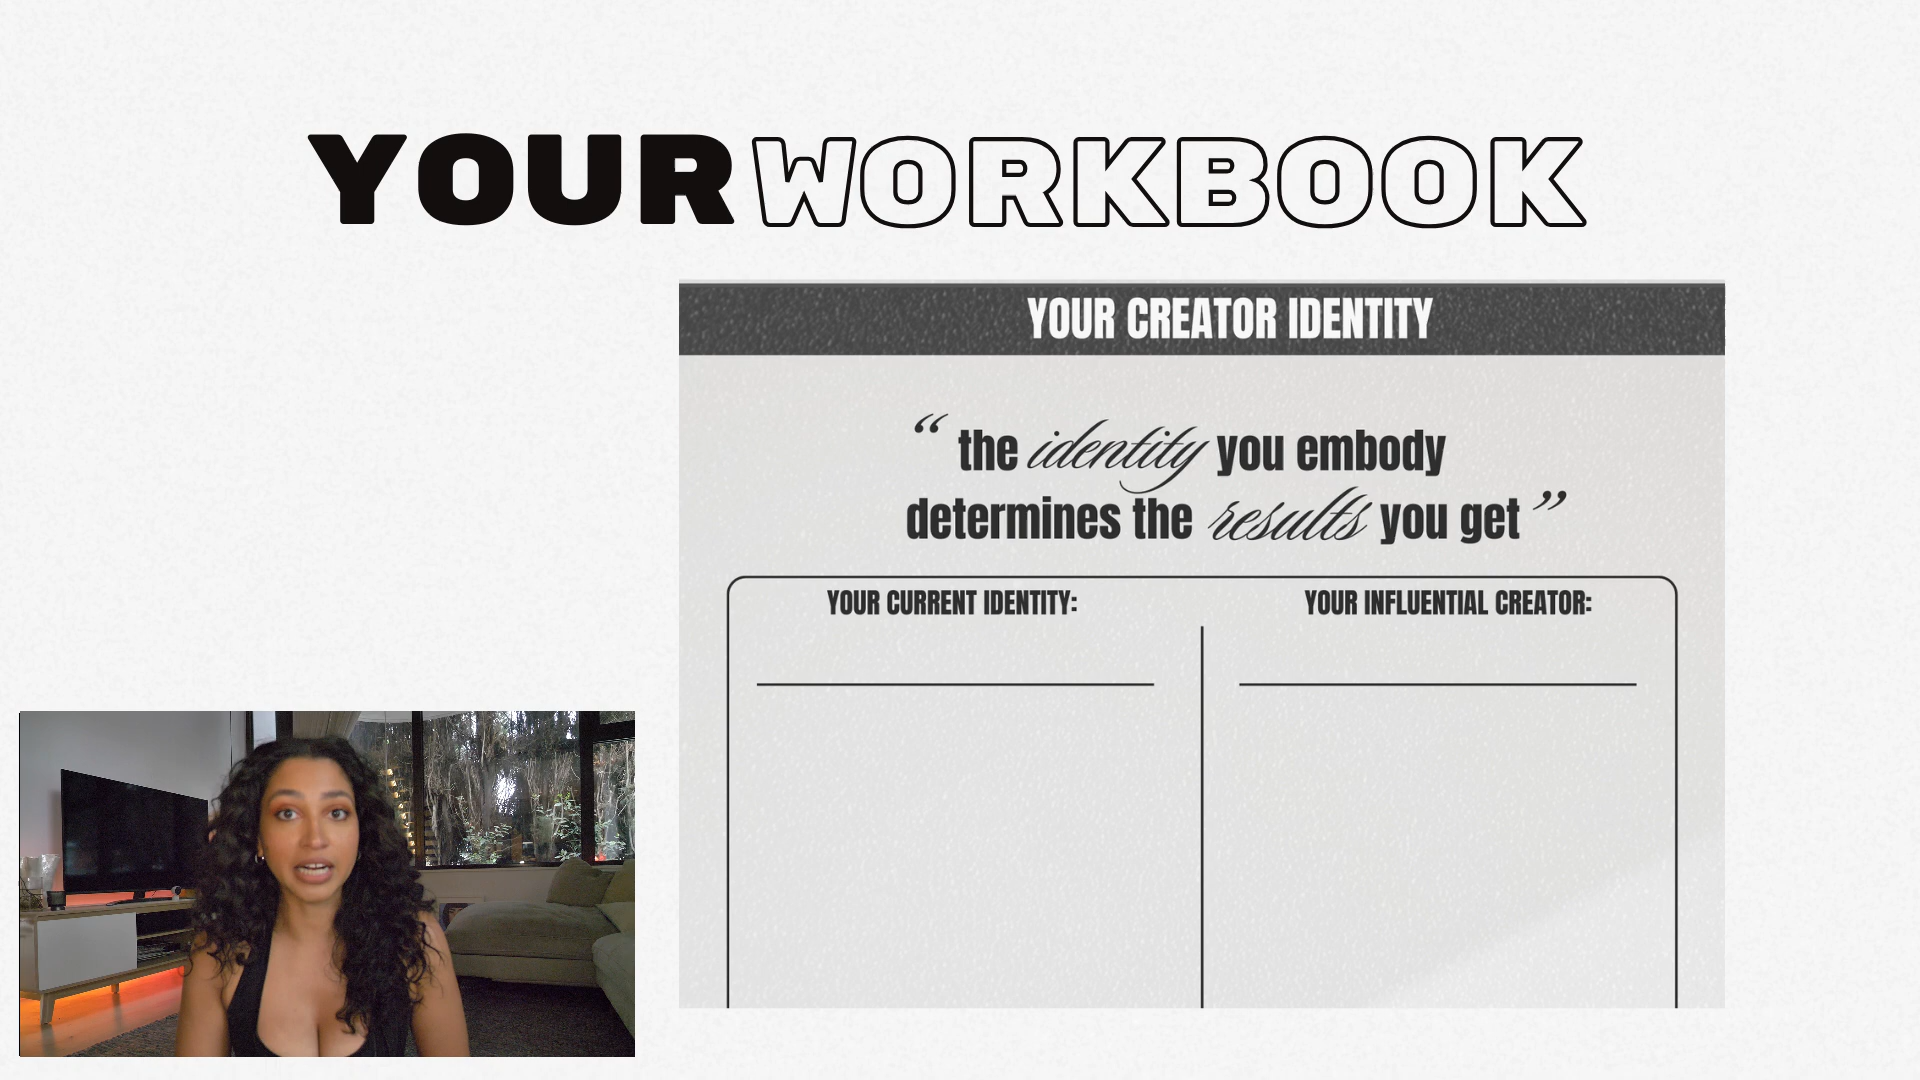 YOUR WORKBOOK
YOUR CREATOR IDENTITY
“ the identity you embody
determines the results you get ”
YOUR CURRENT IDENTITY:
YOUR INFLUENTIAL CREATOR: